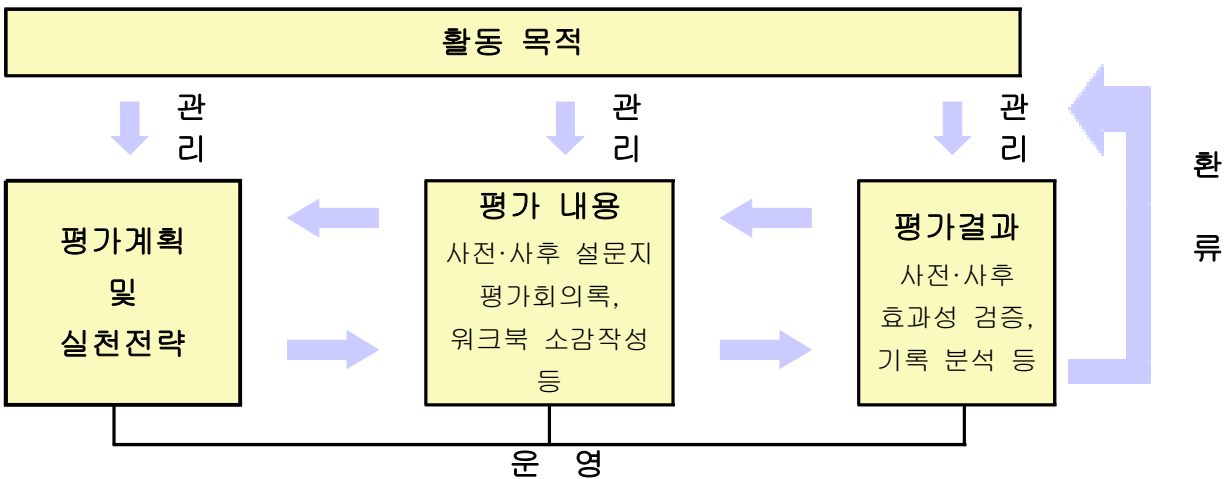 활동 목적
관리
관리
관리
환류
평가계획
및
실천전략
평가 내용
사전·사후 설문지
평가회의록,
워크북 소감작성
등
평가결과
사전·사후
효과성 검증,
기록 분석 등
운 영